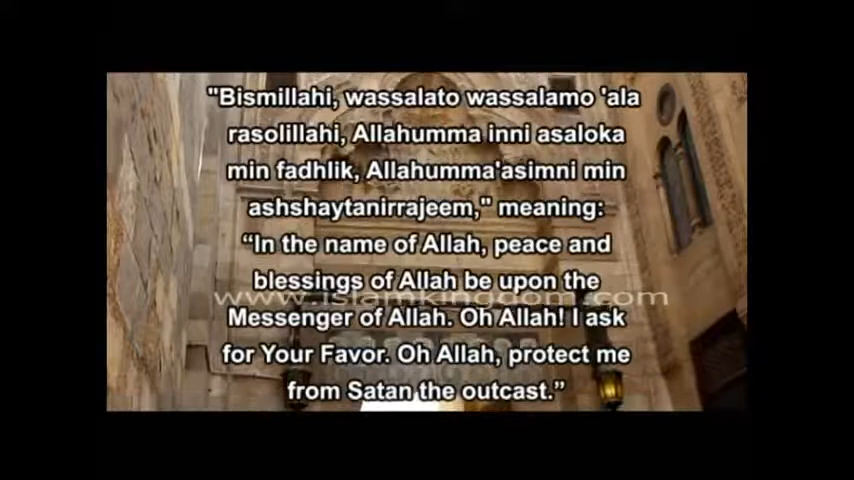 "Bismillahi, wassalato wassalamo 'ala
rasolillahi, Allahumma inni asaloka
min fadhlik, Allahumma'asimni min
ashshaytanirrajeem," meaning:
“In the name of Allah, peace and
blessings of Allah be upon the
www.islamkingdom.com
Messenger of Allah. Oh Allah! I ask
for Your Favor. Oh Allah, protect me
from Satan the outcast.”